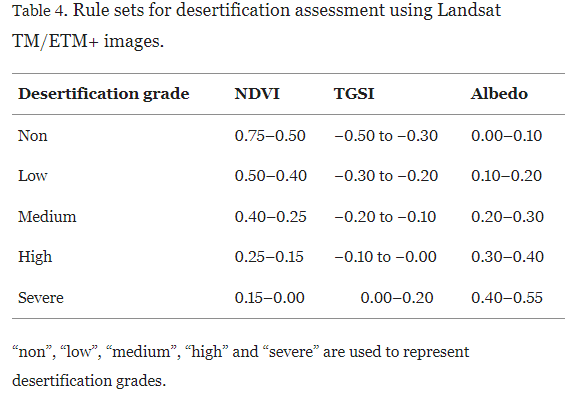 Table 4. Rule sets for desertification assessment using Landsat
TM/ETM+ images.
Desertification grade NDVI TGSI Albedo
Non 0.75–0.50 −0.50 to −0.30 0.00–0.10
Low 0.50–0.40 −0.30 to −0.20 0.10–0.20
Medium 0.40–0.25 −0.20 to −0.10 0.20–0.30
High 0.25–0.15 −0.10 to −0.00 0.30–0.40
Severe 0.15–0.00 0.00–0.20 0.40–0.55
“non”, “low”, “medium”, “high” and “severe” are used to represent
desertification grades.